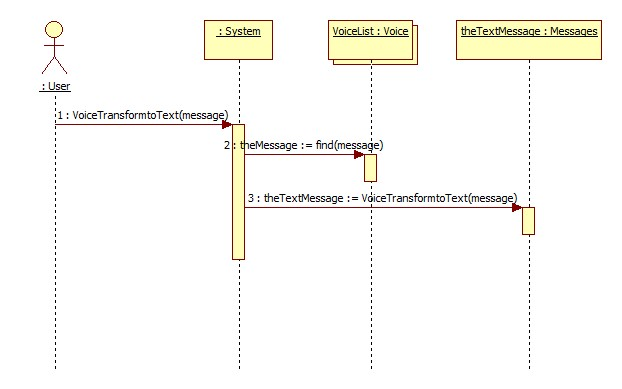 : System
VoiceList : Voice
theTextMessage : Messages
: User
1 : VoiceTransformtoText(message)
2 : theMessage := find(message)
3 : theTextMessage := VoiceTransformtoText(message)